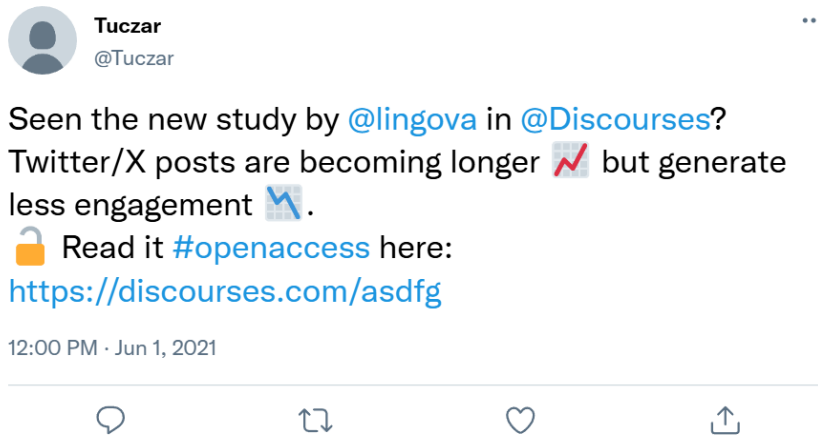 Tuczar
@Tuczar
Seen the new study by @lingova in @Discourses?
Twitter/X posts are becoming longer 📈 but generate
less engagement 📉.
🔓 Read it #openaccess here:
https://discourses.com/asdfg
12:00 PM · Jun 1, 2021